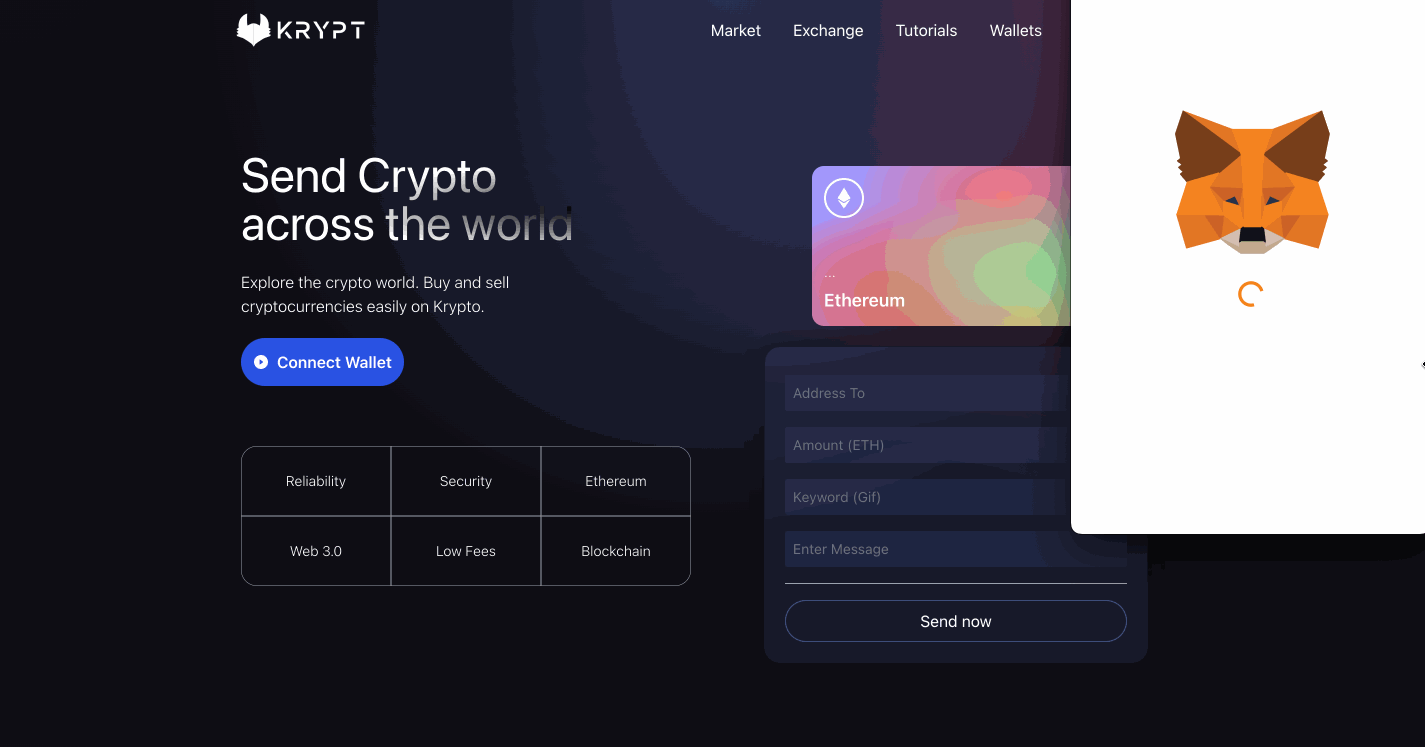 KRYPT
Market Exchange Tutorials Wallets
Send Crypto
across the world
Explore the crypto world. Buy and sell
cryptocurrencies easily on Krypto.
Connect Wallet
Reliability Security Ethereum
Web 3.0 Low Fees Blockchain
...
Ethereum
Address To
Amount (ETH)
Keyword (Gif)
Enter Message
Send now